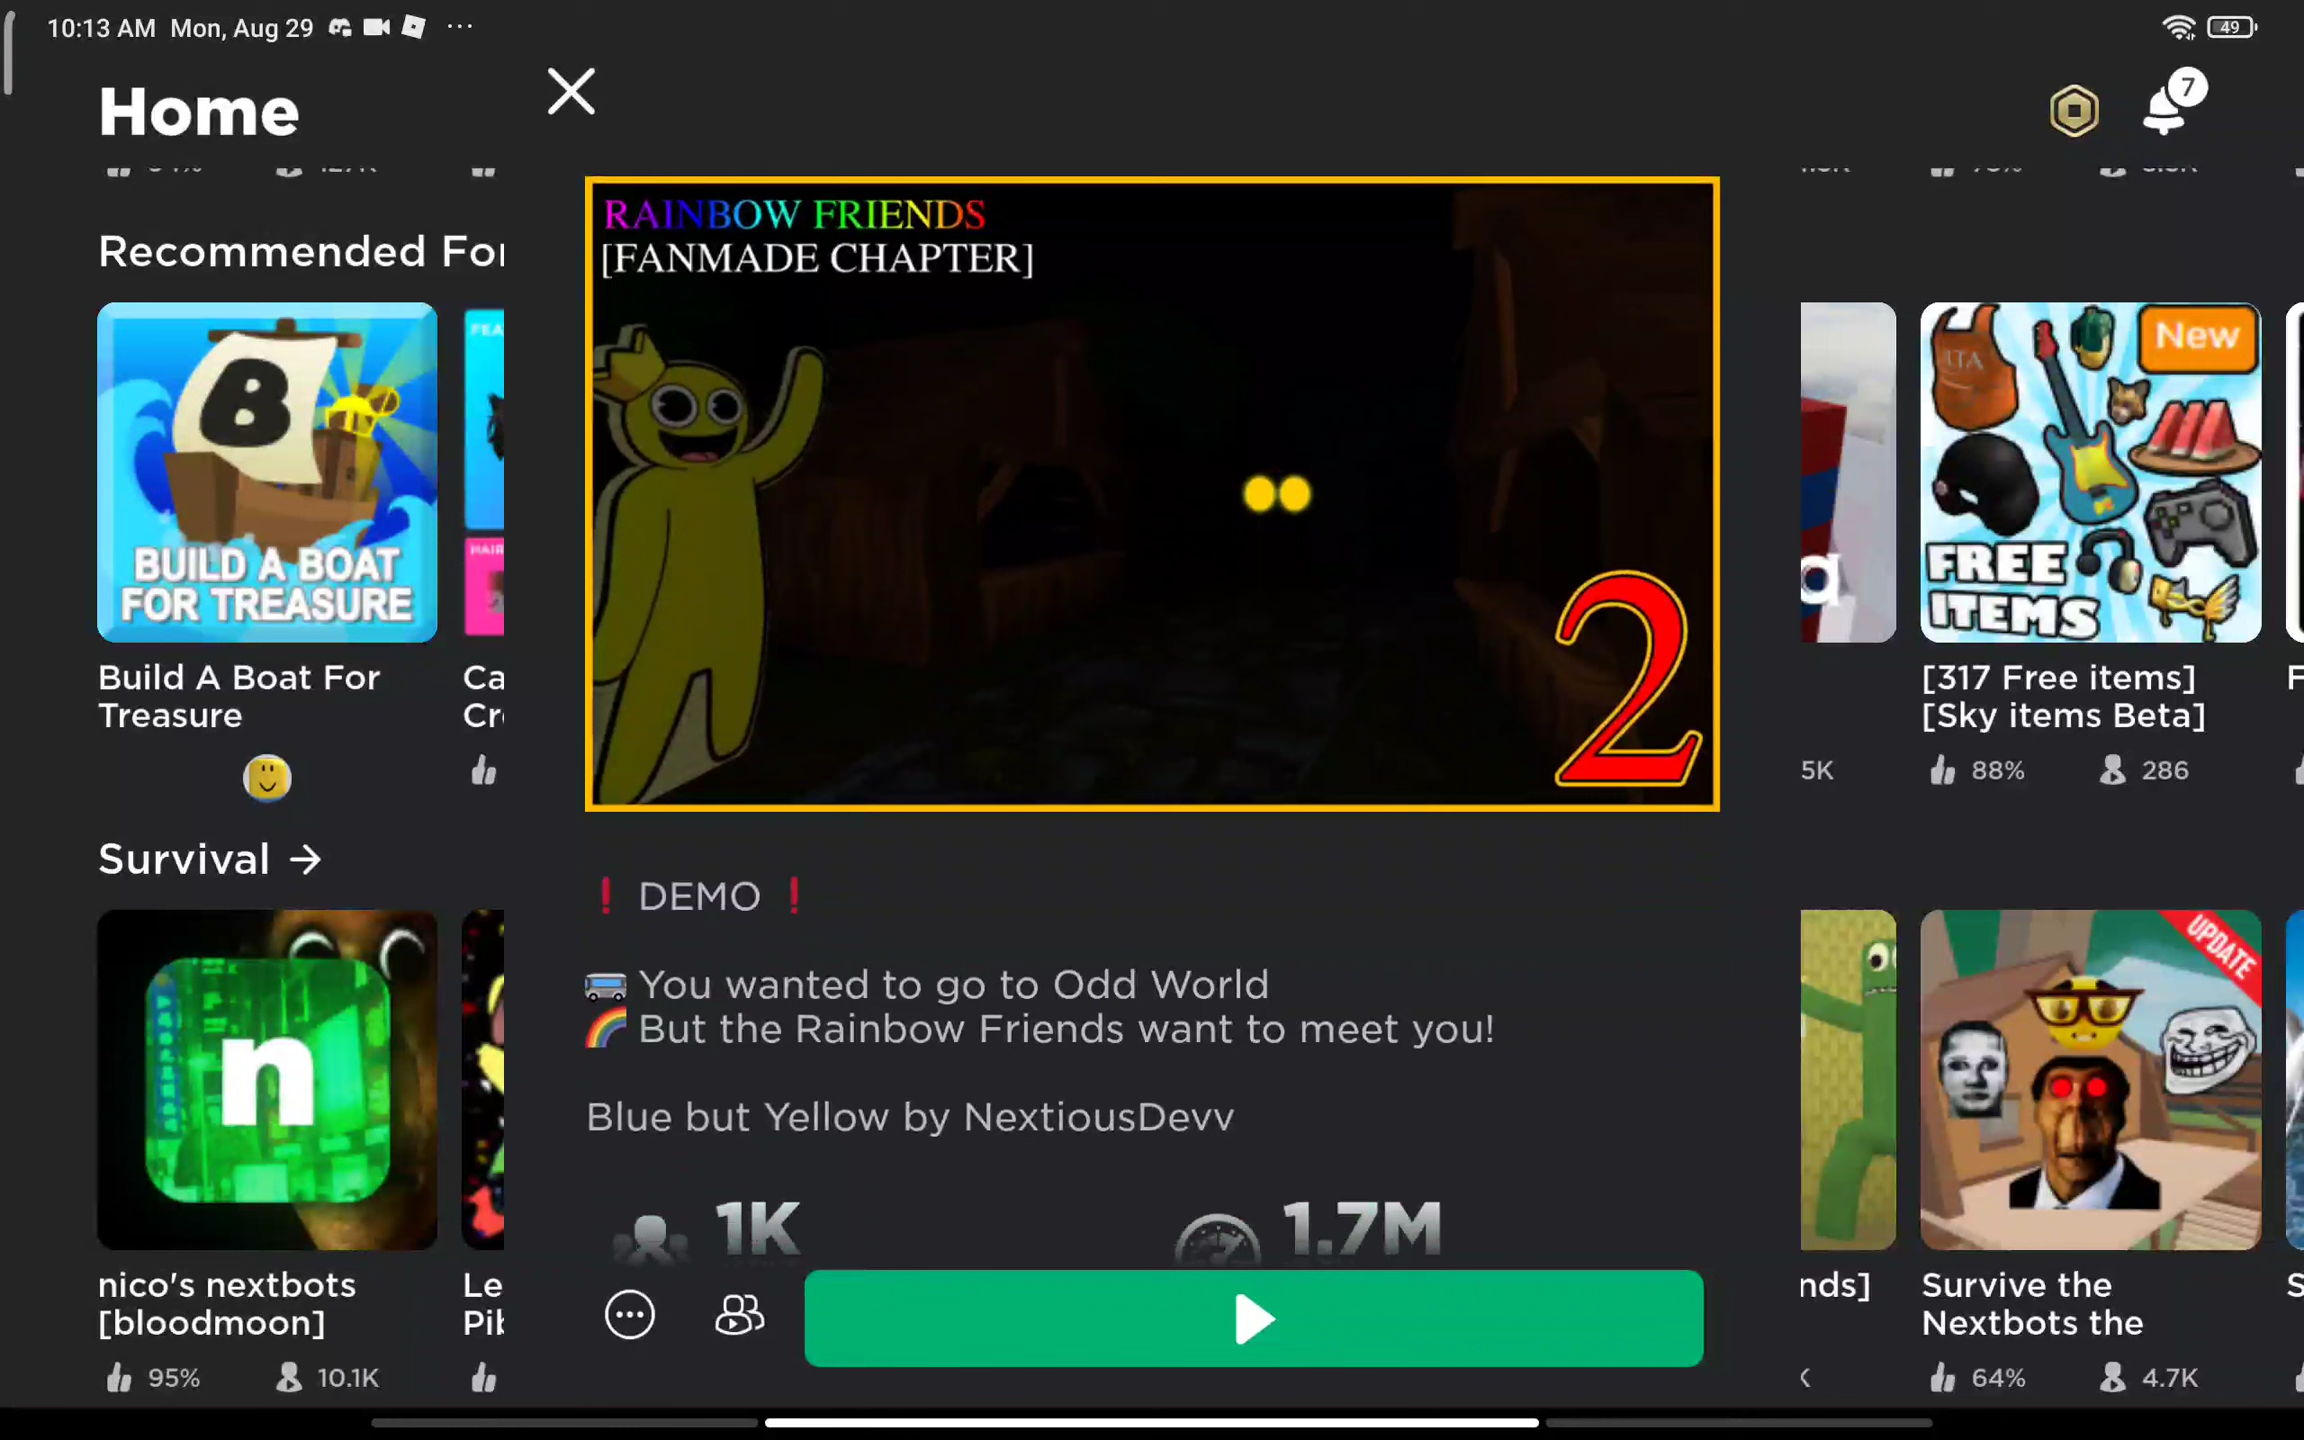 10:13 AM Mon, Aug 29
49
Home
7
Recommended For
RAINBOW FRIENDS
[FANMADE CHAPTER]
2
B
BUILD A BOAT
FOR TREASURE
Build A Boat For
Treasure
FEA
HAIR
Ca
Cr
New
FREE
ITEMS
[317 Free items]
[Sky items Beta]
5K
88%
286
F
Survival →
❗ DEMO ❗
🚌 You wanted to go to Odd World
🌈 But the Rainbow Friends want to meet you!
Blue but Yellow by NextiousDevv
1K
1.7M
n
nico's nextbots
[bloodmoon]
95%
10.1K
Le
Pib
nds]
K
UPDATE
Survive the
Nextbots the
64%
4.7K
S